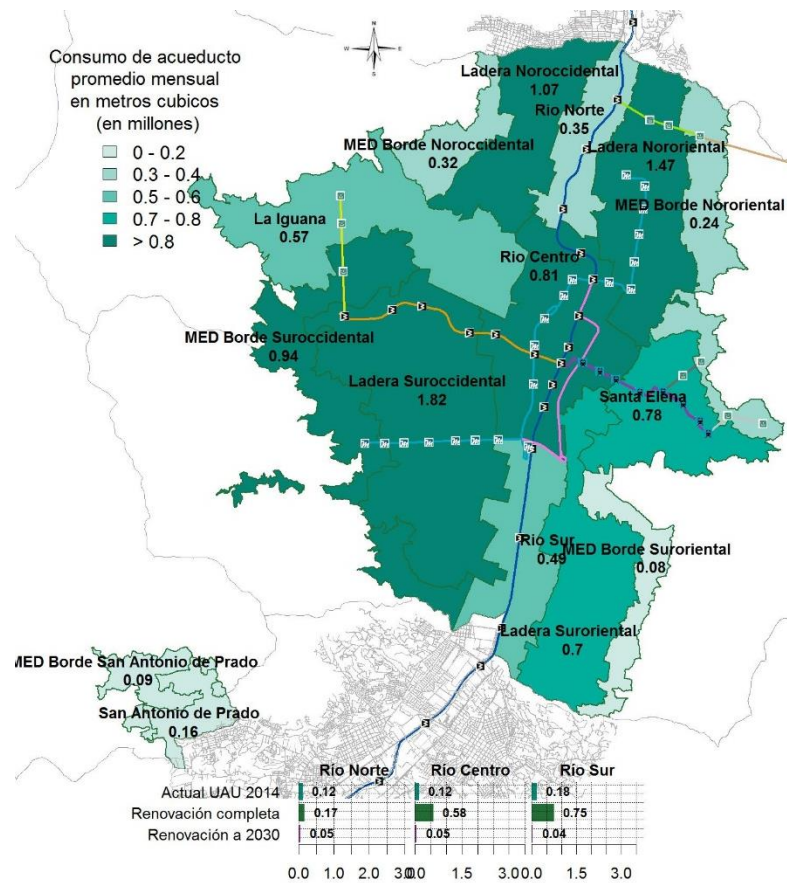 N
W
E
S
Consumo de acueducto
promedio mensual
en metros cubicos
(en millones)
0 - 0.2
0.3 - 0.4
0.5 - 0.6
0.7 - 0.8
> 0.8
Ladera Noroccidental
1.07
Rio Norte
0.35
MED Borde Noroccidental
0.32
Ladera Nororiental
1.47
La Iguana
0.57
MED Borde Nororiental
0.24
Rio Centro
0.81
MED Borde Suroccidental
0.94
Ladera Suroccidental
1.82
Santa Elena
0.78
Rio Sur
0.49
MED Borde Suroriental
0.08
Ladera Suroriental
0.7
MED Borde San Antonio de Prado
0.09
San Antonio de Prado
0.16
Río Norte Río Centro Río Sur
Actual UAU 2014 0.12 0.12 0.18
Renovación completa 0.17 0.58 0.75
Renovación a 2030 0.05 0.05 0.04
0.0 1.0 2.0 3.0 0.0 1.5 3.0 0.0 1.5 3.0